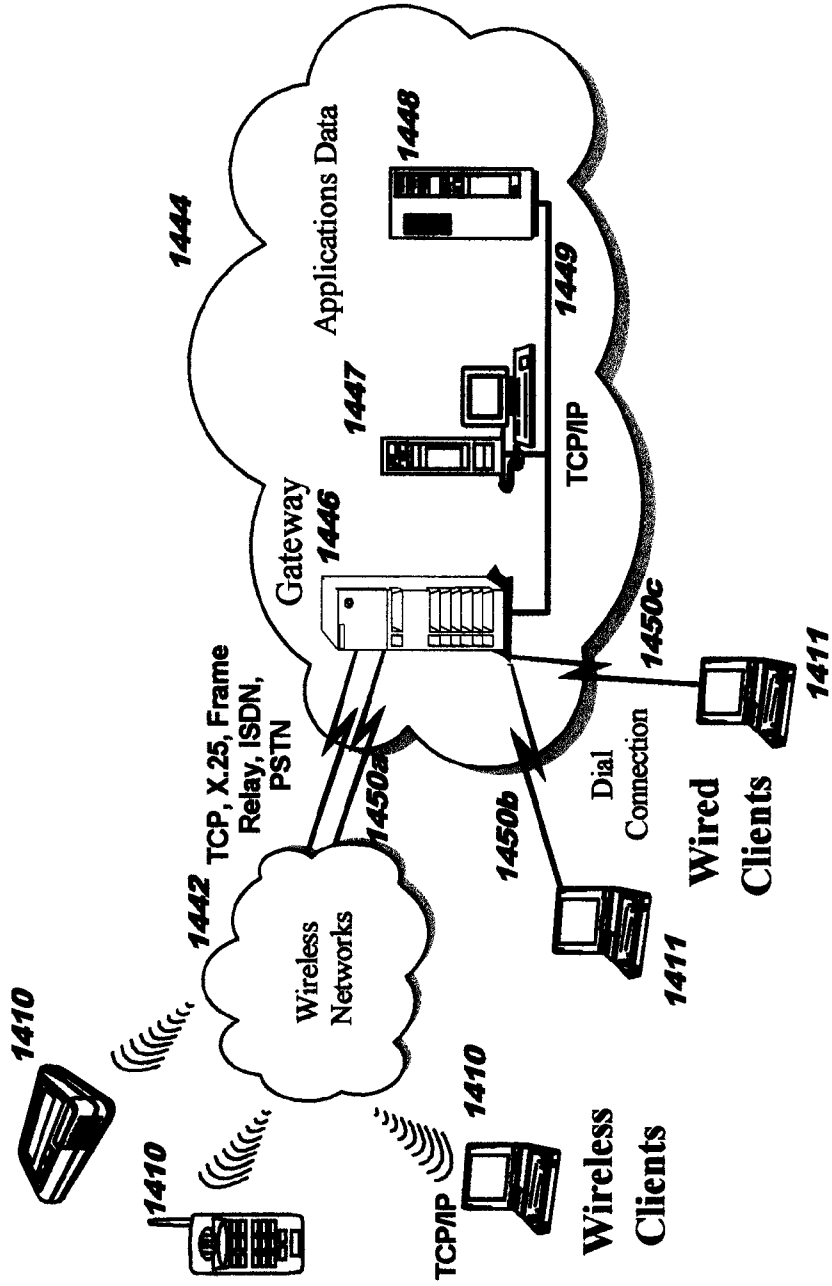 1444
Applications Data
1448
1447
Gateway
1446
1449
TCP/IP
TCP, X.25, Frame
Relay, ISDN,
PSTN
1450a
1442
Wireless
Networks
1410
1410
1410
TCP/IP
Wireless
Clients
1450b
1450c
Dial
Connection
1411
1411
Wired
Clients